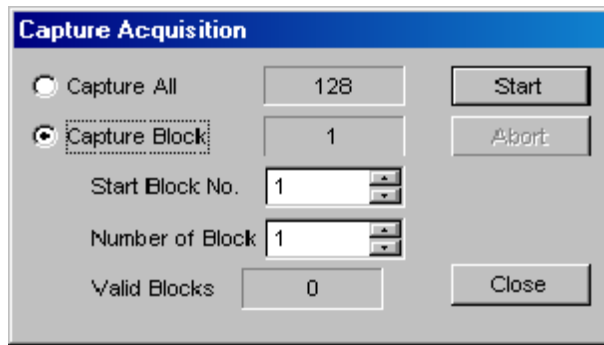 Capture Acquisition
Capture All 128 Start
Capture Block 1 Abort
Start Block No. 1
Number of Block 1
Valid Blocks 0 Close